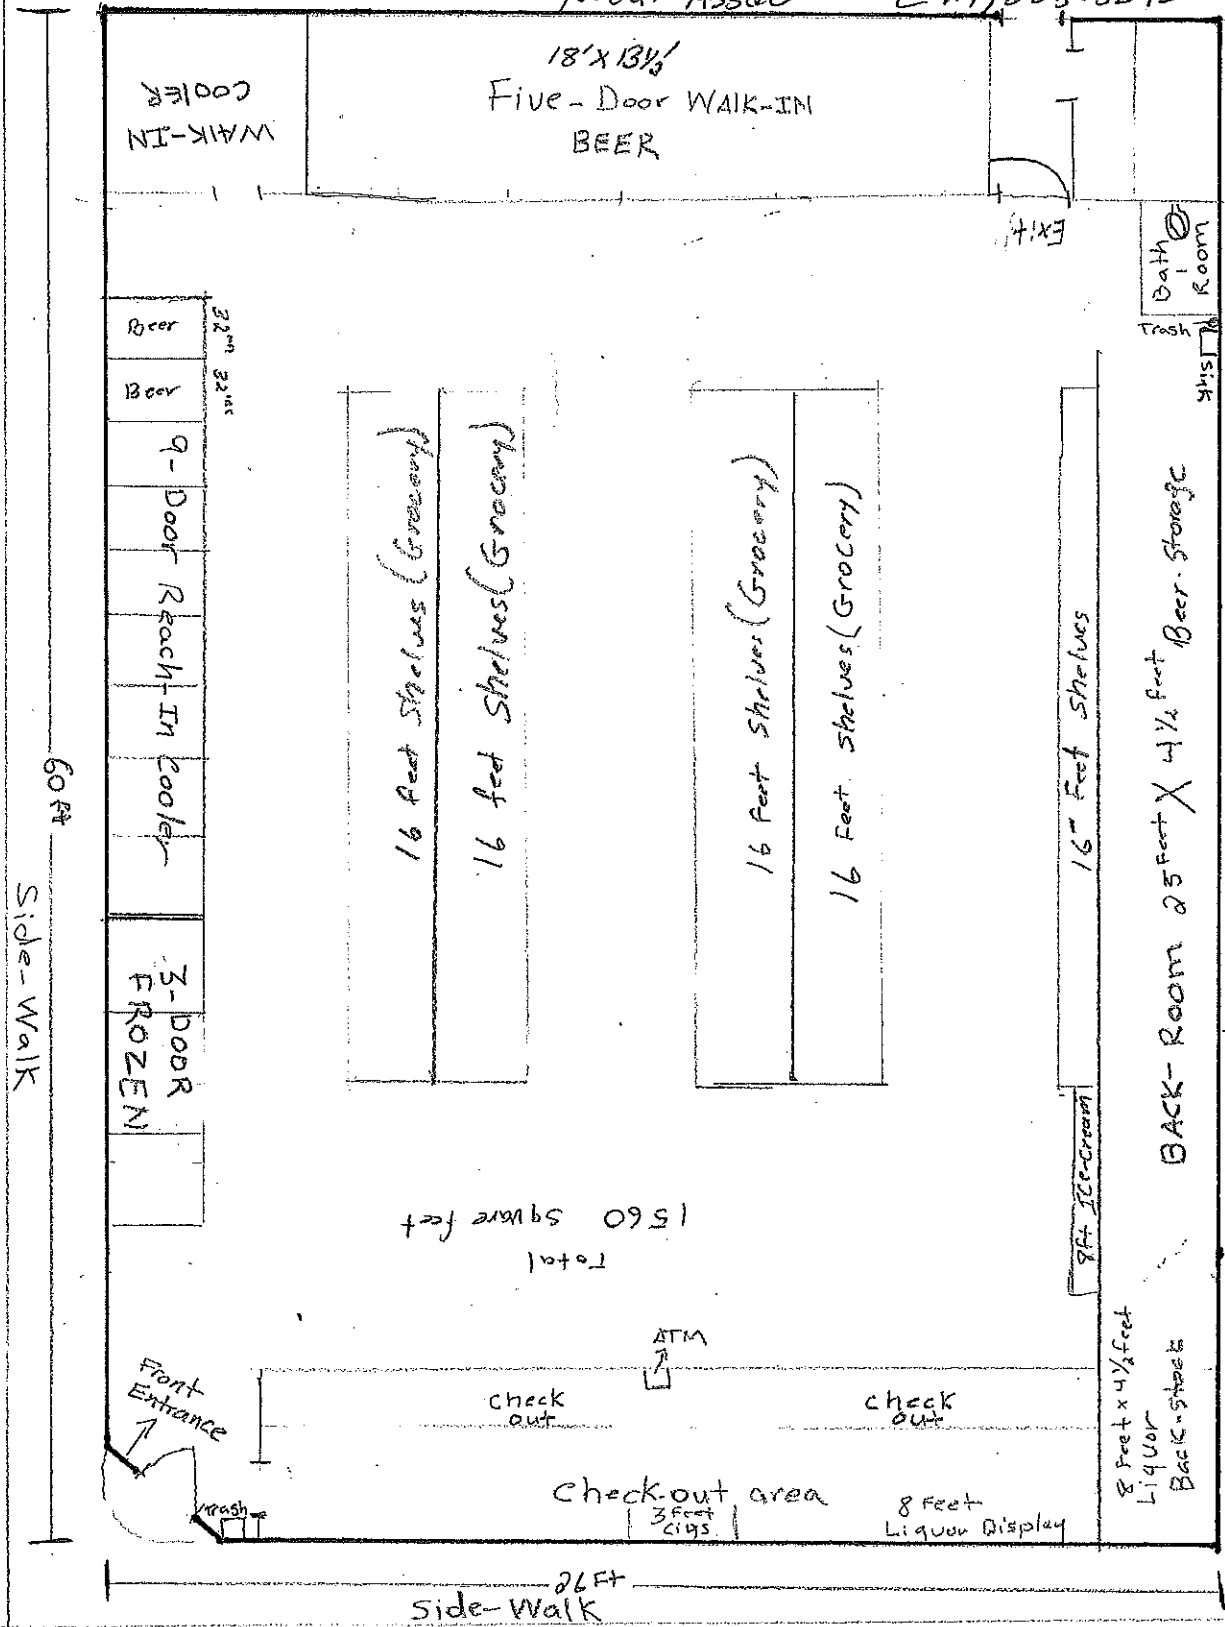 18'X13½'
Five-Door WALK-IN
BEER
WALK-IN
COOLER
Exit
Bath
Room
Trash
Sink
Beer
32ins
Beer
32ins
9-Door Reach-In Cooler
3-DOOR
FROZEN
16 feet Shelves (Grocery)
16 feet Shelves (Grocery)
16 Feet Shelves (Grocery)
16 Feet Shelves (Grocery)
16- Feet Shelves
8ft Ice-cream
BACK-Room 25 Feet X 4½ feet Beer-Storage
8 Feet x 4½ feet
Liquor
Back-stock
Total
1560 Square feet
ATM
Front
Entrance
Check
out
Check
out
Trash
Check-out area
3 Feet
Cigs.
8 Feet
Liquor Display
60ft
Side-Walk
26 Ft
Side-Walk